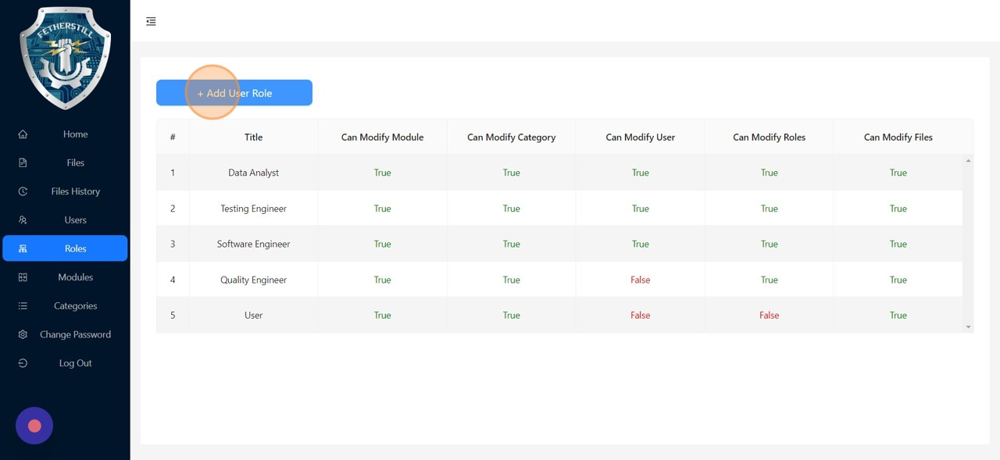 FETHERSTILL
Home
Files
Files History
Users
Roles
Modules
Categories
Change Password
Log Out
+ Add User Role
# Title Can Modify Module Can Modify Category Can Modify User Can Modify Roles Can Modify Files
1 Data Analyst True True True True True
2 Testing Engineer True True True True True
3 Software Engineer True True True True True
4 Quality Engineer True True False True True
5 User True True False False True